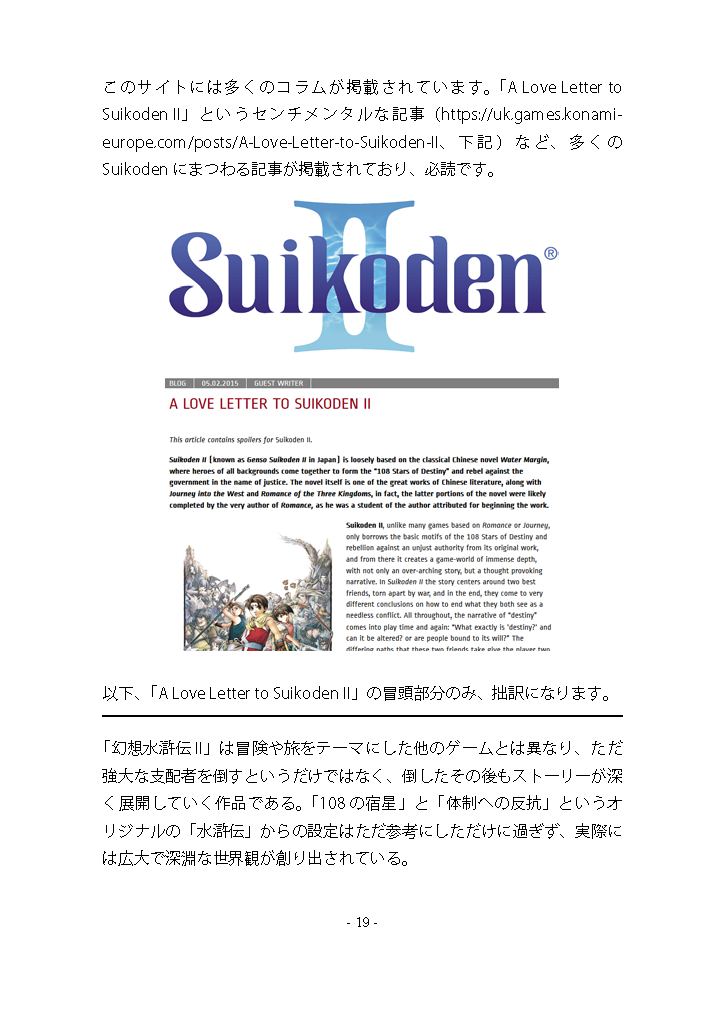 このサイトには多くのコラムが掲載されています。「A Love Letter to
Suikoden II」というセンチメンタルな記事（https://uk.games.konami-
europe.com/posts/A-Love-Letter-to-Suikoden-II、下記）など、多くの
Suikoden にまつわる記事が掲載されており、必読です。
Suikoden®
II
BLOG | 05.02.2015 | GUEST WRITER |
A LOVE LETTER TO SUIKODEN II
This article contains spoilers for Suikoden II.
Suikoden II [known as Genso Suikoden II in Japan] is loosely based on the classical Chinese novel Water Margin,
where heroes of all backgrounds come together to form the "108 Stars of Destiny" and rebel against the
government in the name of justice. The novel itself is one of the great works of Chinese literature, along with
Journey into the West and Romance of the Three Kingdoms, in fact, the latter portions of the novel were likely
completed by the very author of Romance, as he was a student of the author attributed for beginning the work.
Suikoden II, unlike many games based on Romance or Journey,
only borrows the basic motifs of the 108 Stars of Destiny and
rebellion against an unjust authority from its original work,
and from there it creates a game-world of immense depth,
with not only an over-arching story, but a thought provoking
narrative. In Suikoden II the story centers around two best
friends, torn apart by war, and in the end, they come to very
different conclusions on how to end what they both see as a
needless conflict. All throughout, the narrative of "destiny"
comes into play time and again: "What exactly is 'destiny?' and
can it be altered? or are people bound to its will?" The
differing paths that these two friends take give the player two
以下、「A Love Letter to Suikoden II」の冒頭部分のみ、拙訳になります。
「幻想水滸伝 II」は冒険や旅をテーマにした他のゲームとは異なり、ただ
強大な支配者を倒すというだけではなく、倒したその後もストーリーが深
く展開していく作品である。「108 の宿星」と「体制への反抗」というオ
リジナルの「水滸伝」からの設定はただ参考にしただけに過ぎず、実際に
は広大で深淵な世界観が創り出されている。
- 19 -